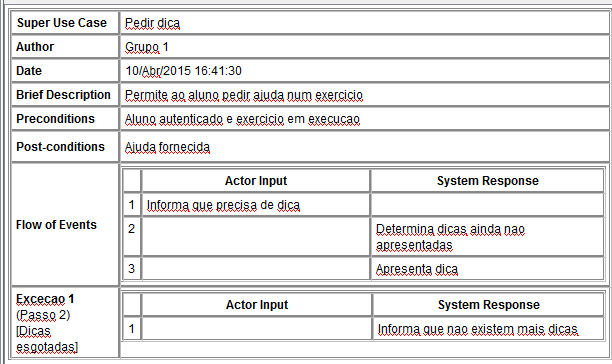 Super Use Case Pedir dica
Author Grupo 1
Date 10/Abr/2015 16:41:30
Brief Description Permite ao aluno pedir ajuda num exercicio
Preconditions Aluno autenticado e exercicio em execucao
Post-conditions Ajuda fornecida
Flow of Events
Actor Input System Response
1 Informa que precisa de dica
2 Determina dicas ainda nao
apresentadas
3 Apresenta dica
Excecao 1
(Passo 2)
[Dicas
esgotadas]
Actor Input System Response
1 Informa que nao existem mais dicas